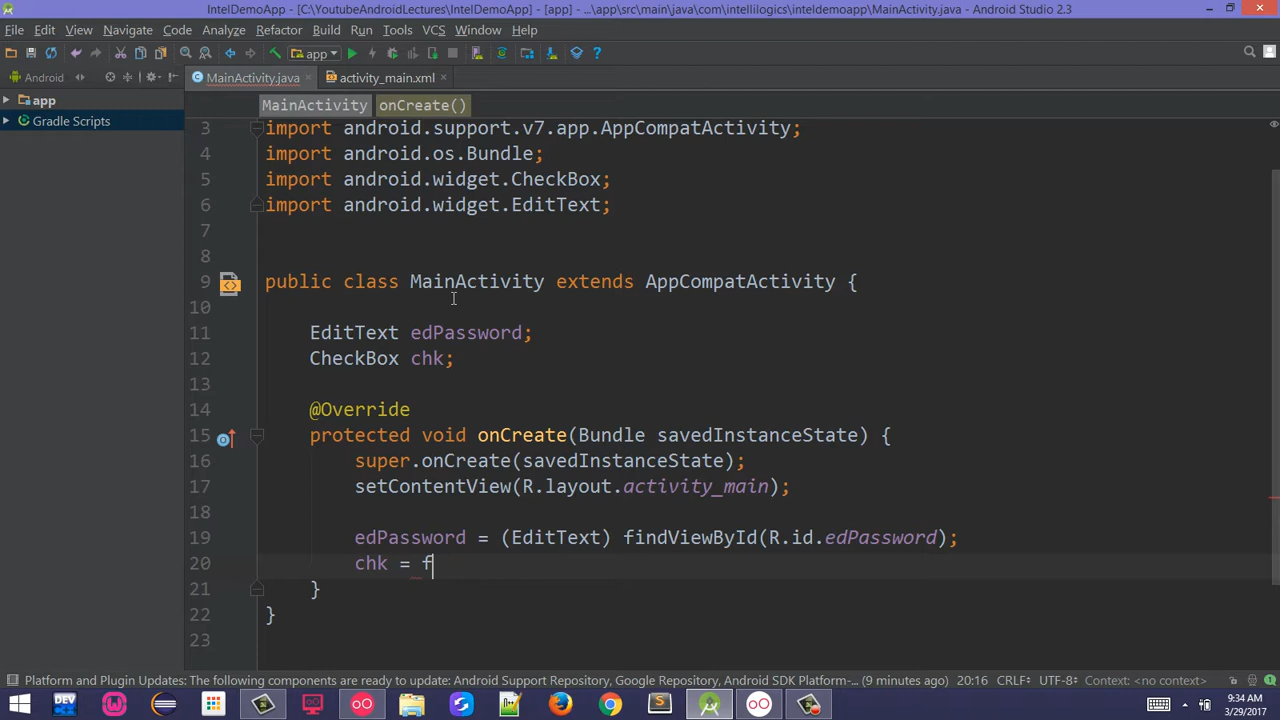 IntelDemoApp - [C:\YoutubeAndroidLectures\IntelDemoApp] - [app] - ...\app\src\main\java\com\intellilogics\inteldemoapp\MainActivity.java - Android Studio 2.3
File Edit View Navigate Code Analyze Refactor Build Run Tools VCS Window Help
app
Android MainActivity.java activity_main.xml
MainActivity onCreate()
app
Gradle Scripts
3 import android.support.v7.app.AppCompatActivity;
4 import android.os.Bundle;
5 import android.widget.CheckBox;
6 import android.widget.EditText;
7
8
9 public class MainActivity extends AppCompatActivity {
10
11 EditText edPassword;
12 CheckBox chk;
13
14 @Override
15 protected void onCreate(Bundle savedInstanceState) {
16 super.onCreate(savedInstanceState);
17 setContentView(R.layout.activity_main);
18
19 edPassword = (EditText) findViewById(R.id.edPassword);
20 chk = f
21 }
22 }
23
Platform and Plugin Updates: The following components are ready to update: Android Support Repository, Google Repository, Android SDK Platform- (9 minutes ago) 20:16 CRLF÷ UTF-8÷ Context: <no context>
DEV C++
9:34 AM
3/29/2017